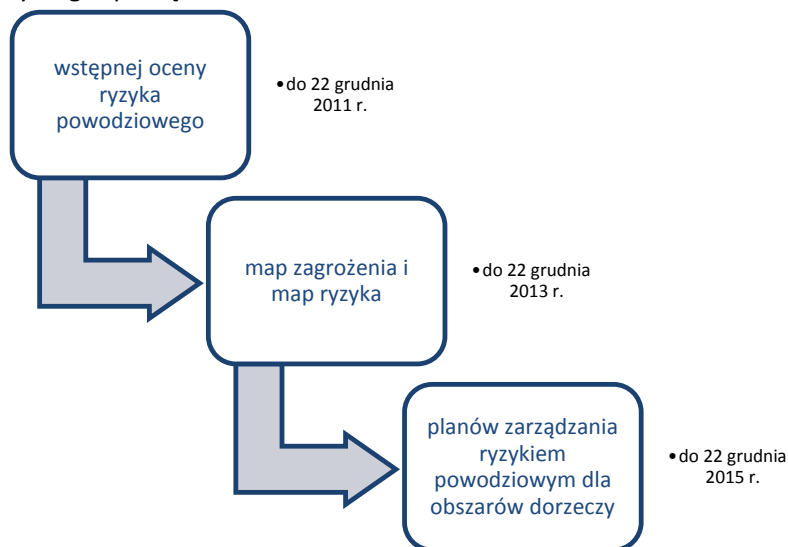 wstępnej oceny
ryzyka
powodziowego
•do 22 grudnia
2011 r.
map zagrożenia i
map ryzyka
•do 22 grudnia
2013 r.
planów zarządzania
ryzykiem
powodziowym dla
obszarów dorzeczy
•do 22 grudnia
2015 r.